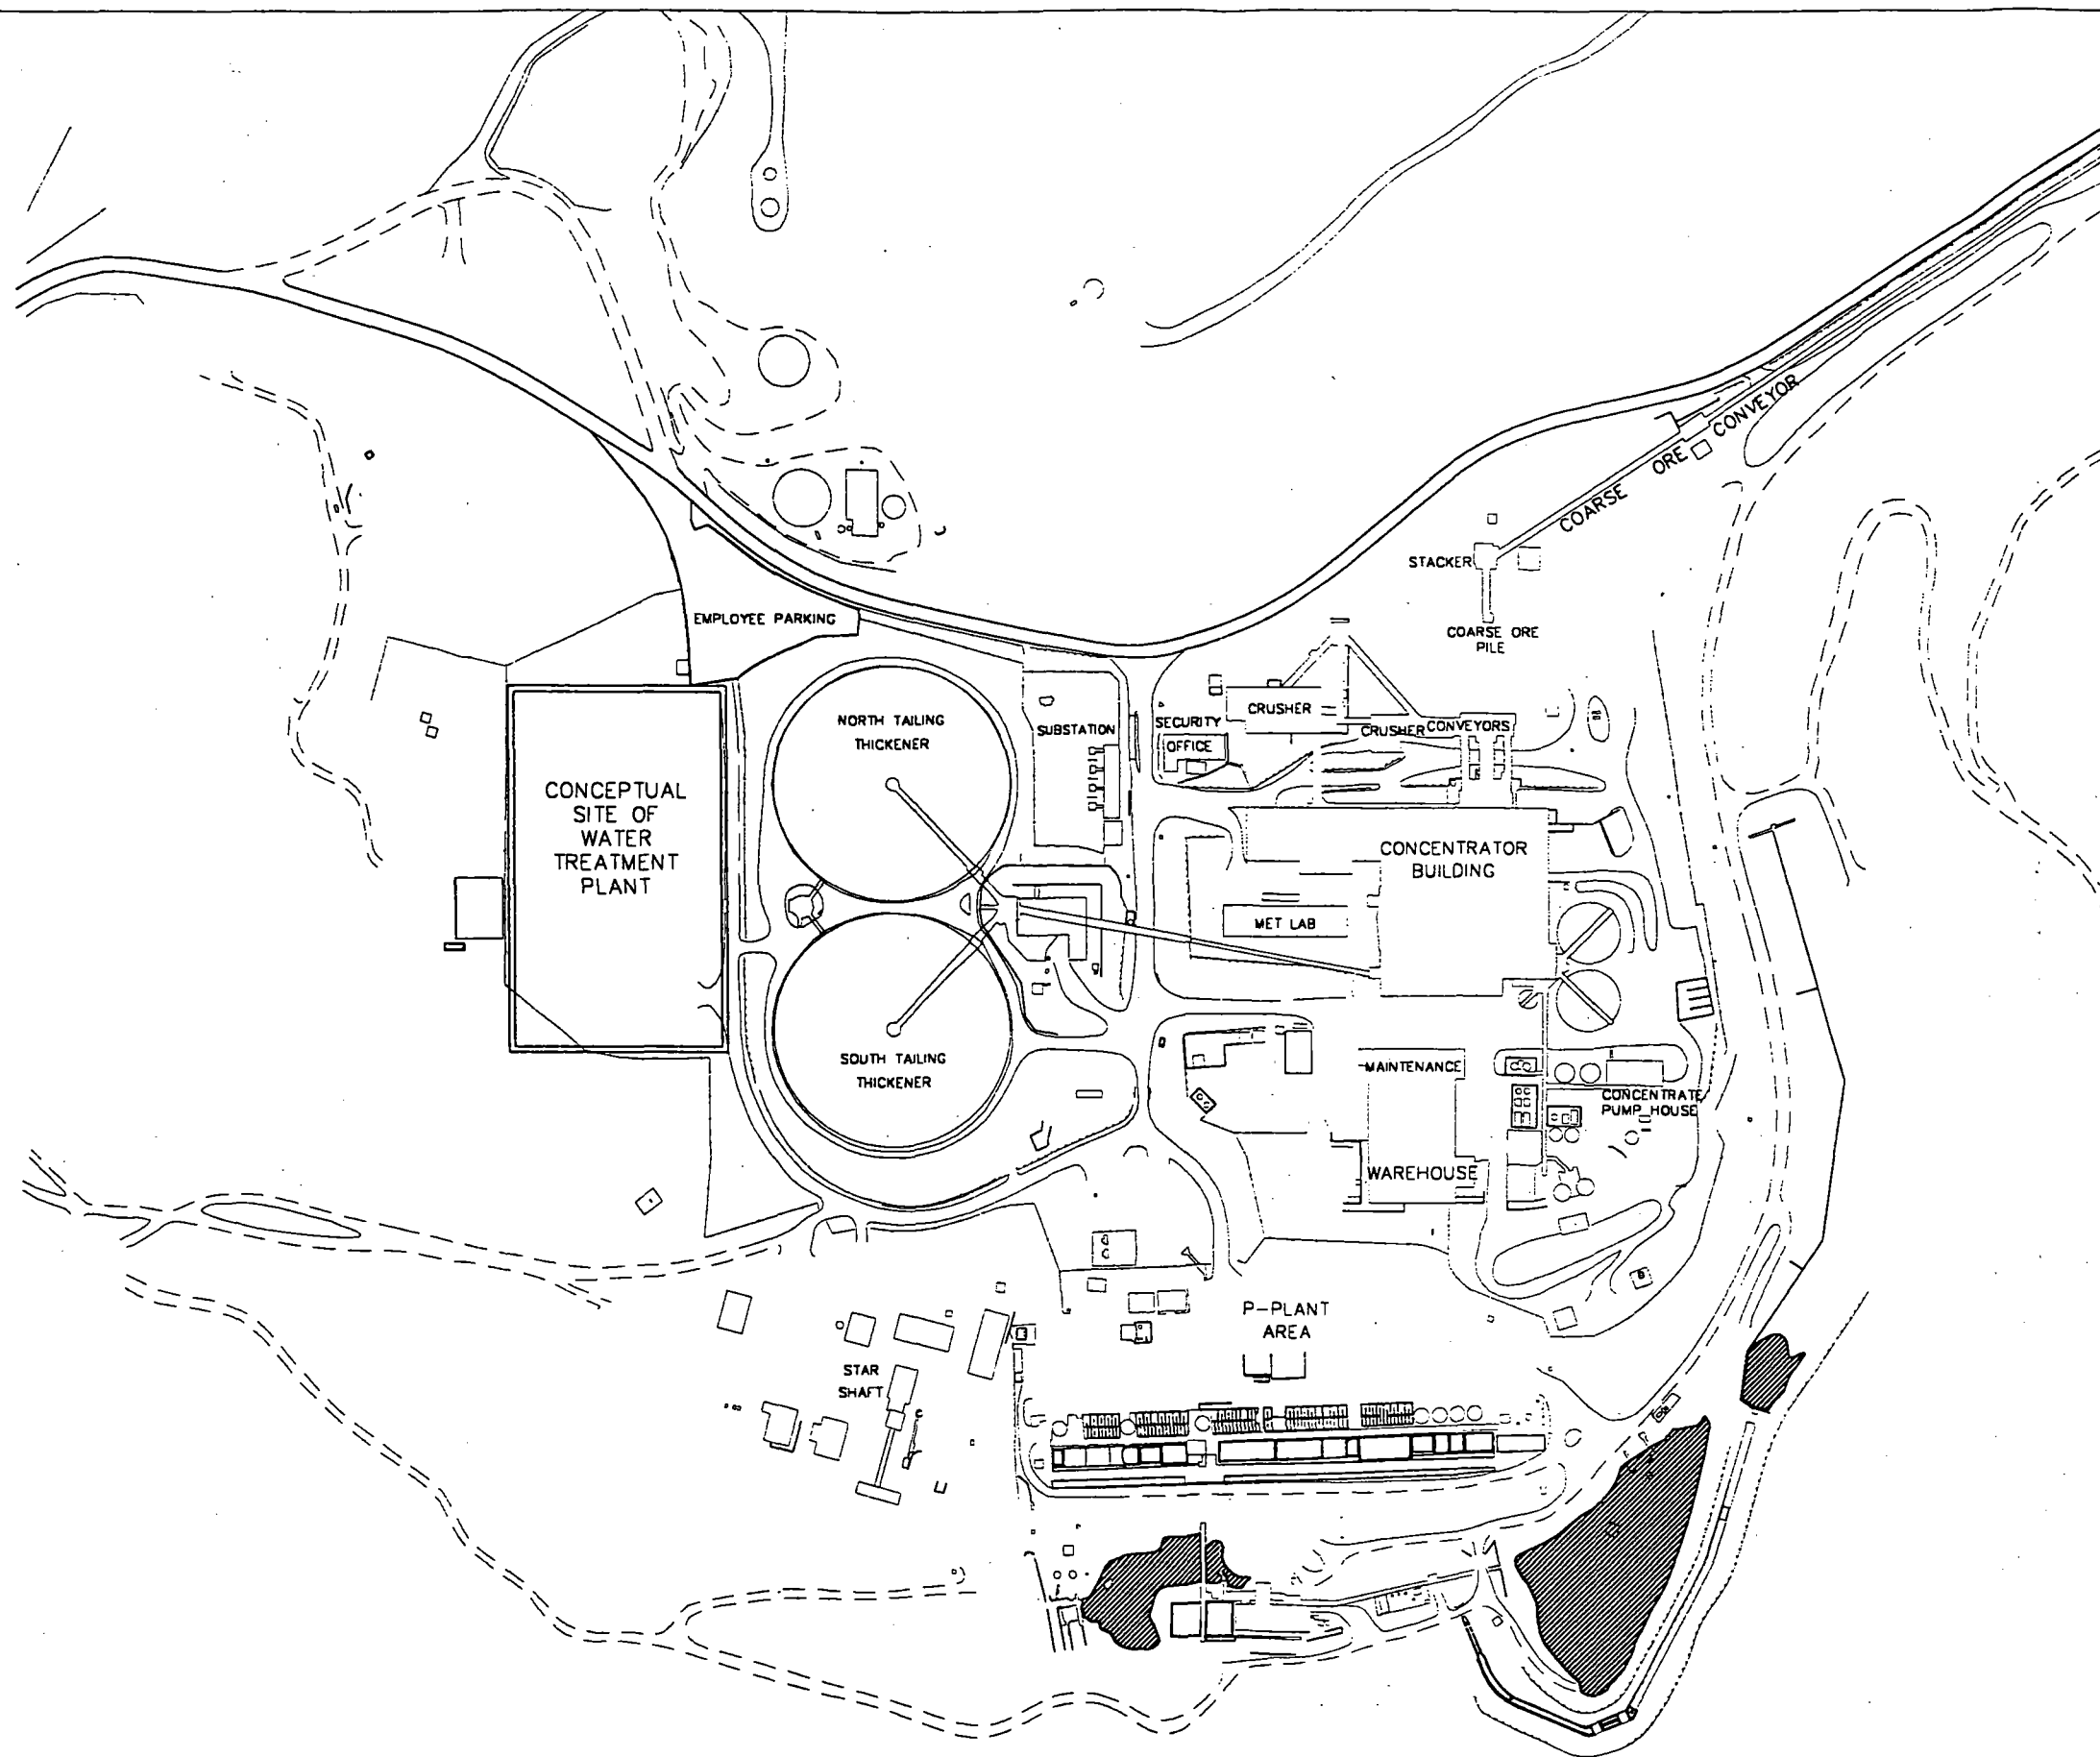 COARSE ORE CONVEYOR
STACKER
COARSE ORE
PILE
EMPLOYEE PARKING
NORTH TAILING
THICKENER
SUBSTATION
SECURITY
OFFICE
CRUSHER
CRUSHER CONVEYORS
CONCEPTUAL
SITE OF
WATER
TREATMENT
PLANT
CONCENTRATOR
BUILDING
MET LAB
SOUTH TAILING
THICKENER
MAINTENANCE
CONCENTRATE
PUMP HOUSE
WAREHOUSE
P-PLANT
AREA
STAR
SHAFT